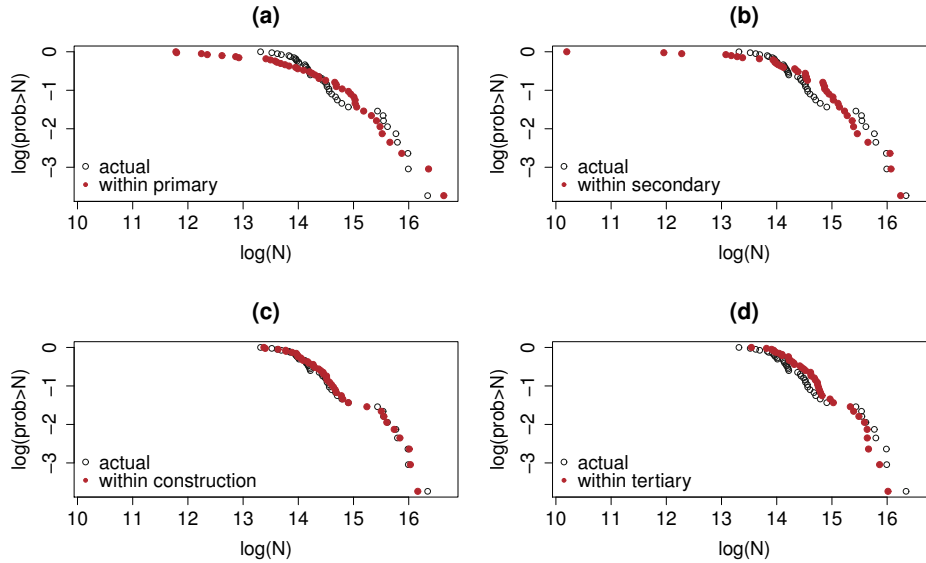 (a)
0
−1
−2
−3
log(prob>N)
actual
within primary
10 11 12 13 14 15 16
log(N)
(b)
0
−1
−2
−3
log(prob>N)
actual
within secondary
10 11 12 13 14 15 16
log(N)
(c)
0
−1
−2
−3
log(prob>N)
actual
within construction
10 11 12 13 14 15 16
log(N)
(d)
0
−1
−2
−3
log(prob>N)
actual
within tertiary
10 11 12 13 14 15 16
log(N)